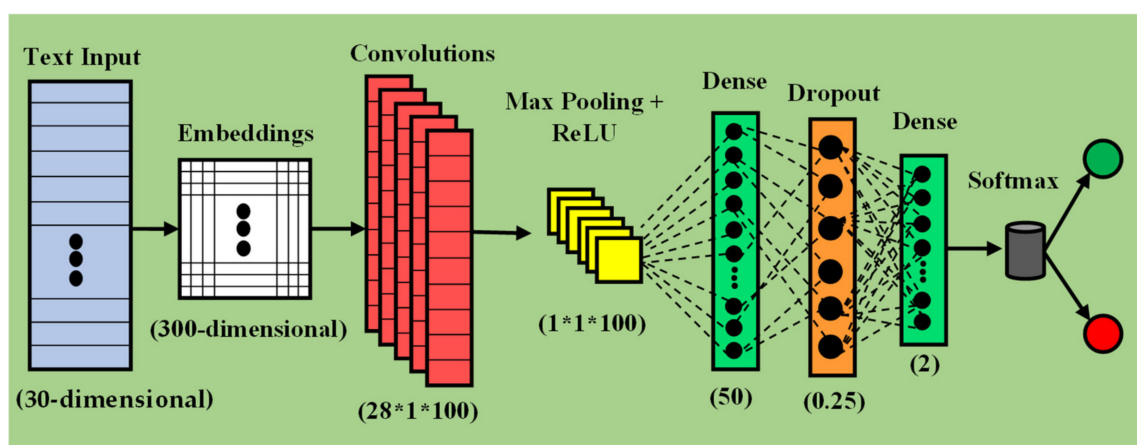 Text Input
(30-dimensional)
Embeddings
(300-dimensional)
Convolutions
(28*1*100)
Max Pooling +
ReLU
(1*1*100)
Dense
(50)
Dropout
(0.25)
Dense
(2)
Softmax